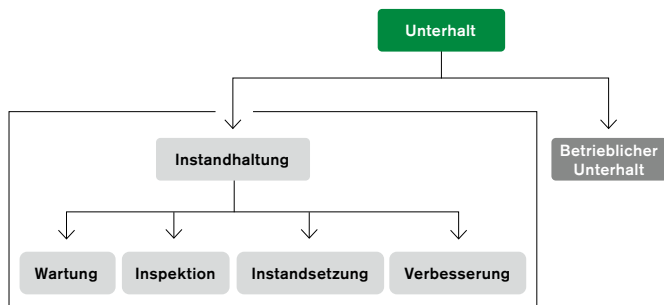 Unterhalt
Instandhaltung
Betrieblicher
Unterhalt
Wartung
Inspektion
Instandsetzung
Verbesserung